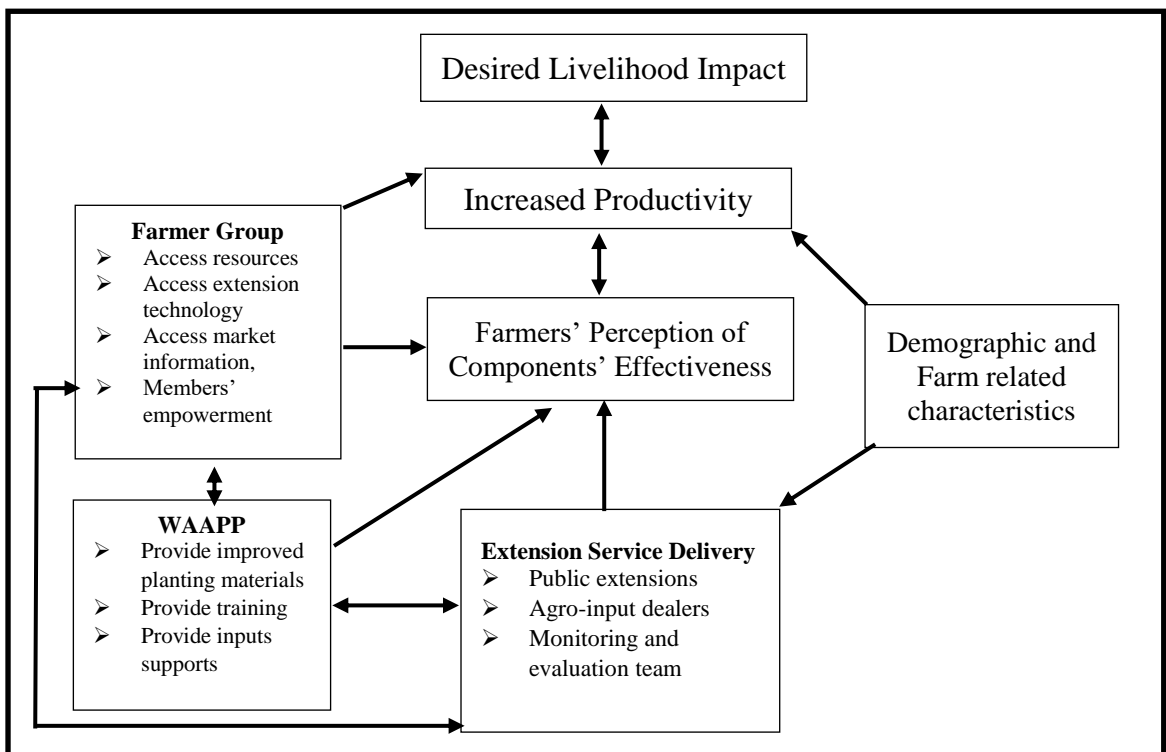 Desired Livelihood Impact
Increased Productivity
Farmer Group
➢ Access resources
➢ Access extension
technology
➢ Access market
information,
➢ Members’
empowerment
Farmers’ Perception of
Components’ Effectiveness
Demographic and
Farm related
characteristics
WAAPP
➢ Provide improved
planting materials
➢ Provide training
➢ Provide inputs
supports
Extension Service Delivery
➢ Public extensions
➢ Agro-input dealers
➢ Monitoring and
evaluation team